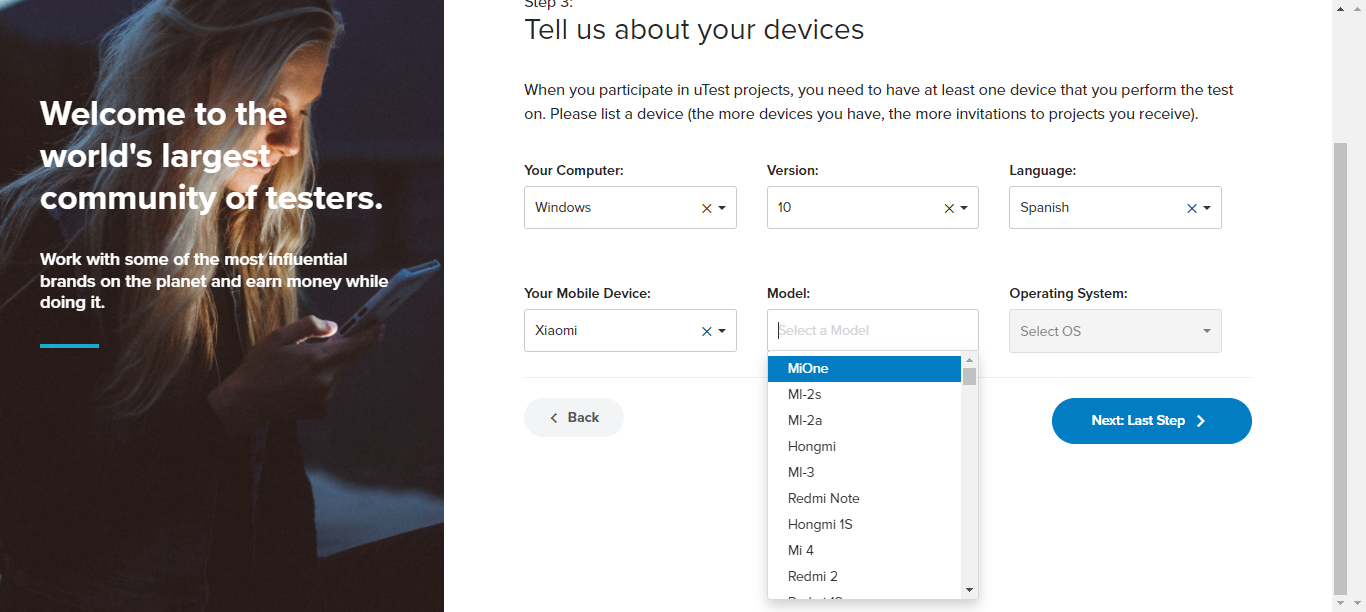 Welcome to the
world's largest
community of testers.
Work with some of the most influential
brands on the planet and earn money while
doing it.
Step 3:
Tell us about your devices
When you participate in uTest projects, you need to have at least one device that you perform the test
on. Please list a device (the more devices you have, the more invitations to projects you receive).
Your Computer:
Windows
Version:
10
Language:
Spanish
Your Mobile Device:
Xiaomi
Model:
Select a Model
Operating System:
Select OS
MiOne
MI-2s
MI-2a
Hongmi
MI-3
Redmi Note
Hongmi 1S
Mi 4
Redmi 2
Back
Next: Last Step